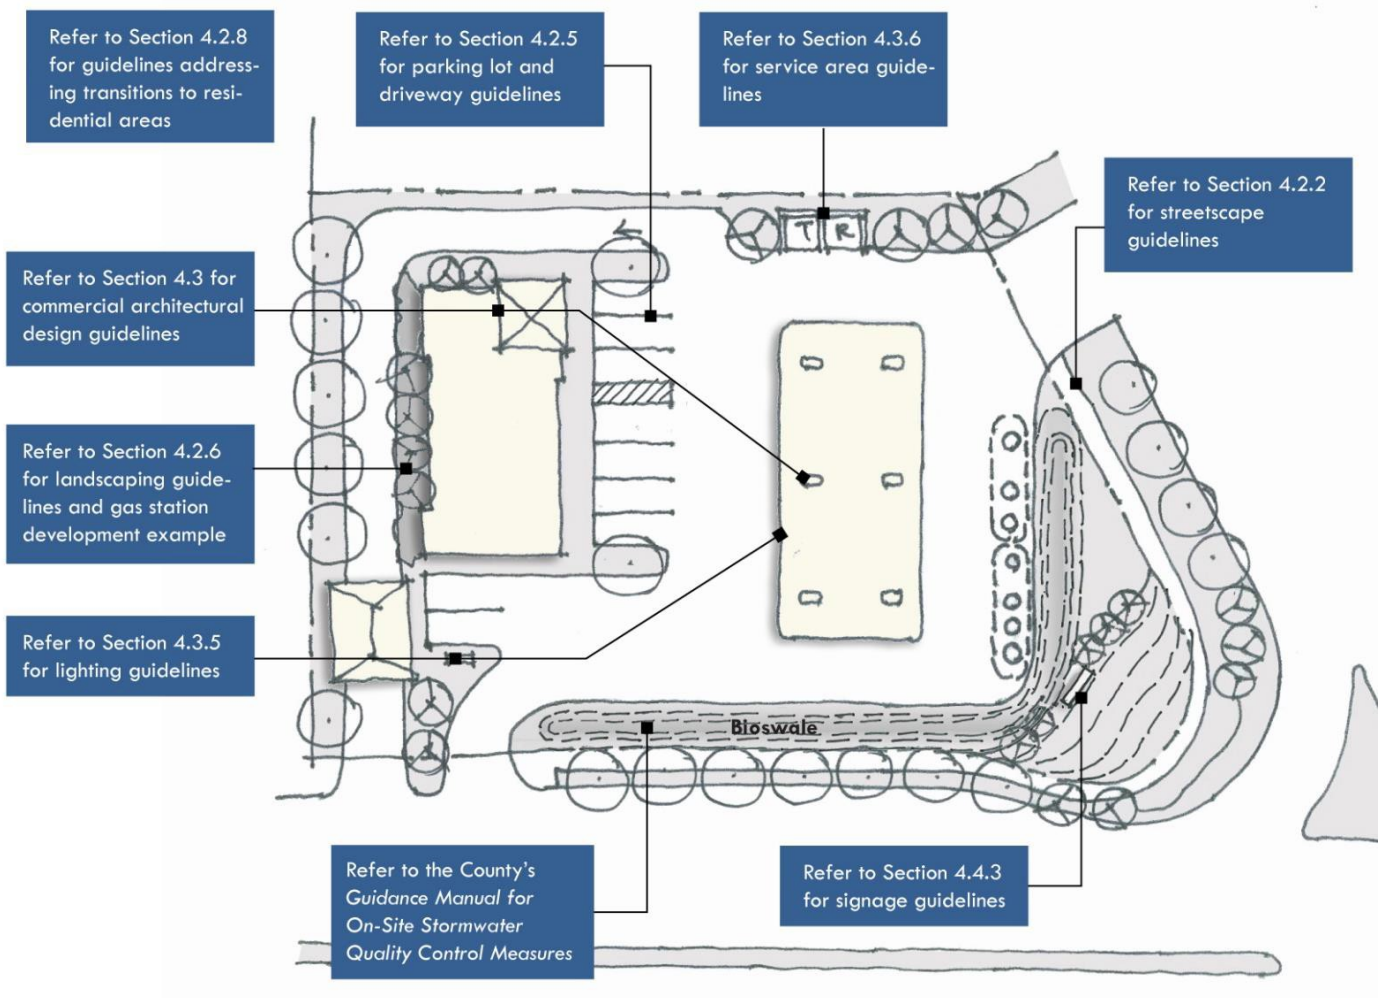 Refer to Section 4.2.8
for guidelines address-
ing transitions to resi-
dential areas
Refer to Section 4.2.5
for parking lot and
driveway guidelines
Refer to Section 4.3.6
for service area guide-
lines
Refer to Section 4.2.2
for streetscape
guidelines
T R
Refer to Section 4.3 for
commercial architectural
design guidelines
Refer to Section 4.2.6
for landscaping guide-
lines and gas station
development example
Refer to Section 4.3.5
for lighting guidelines
Bioswale
Refer to the County’s
Guidance Manual for
On-Site Stormwater
Quality Control Measures
Refer to Section 4.4.3
for signage guidelines